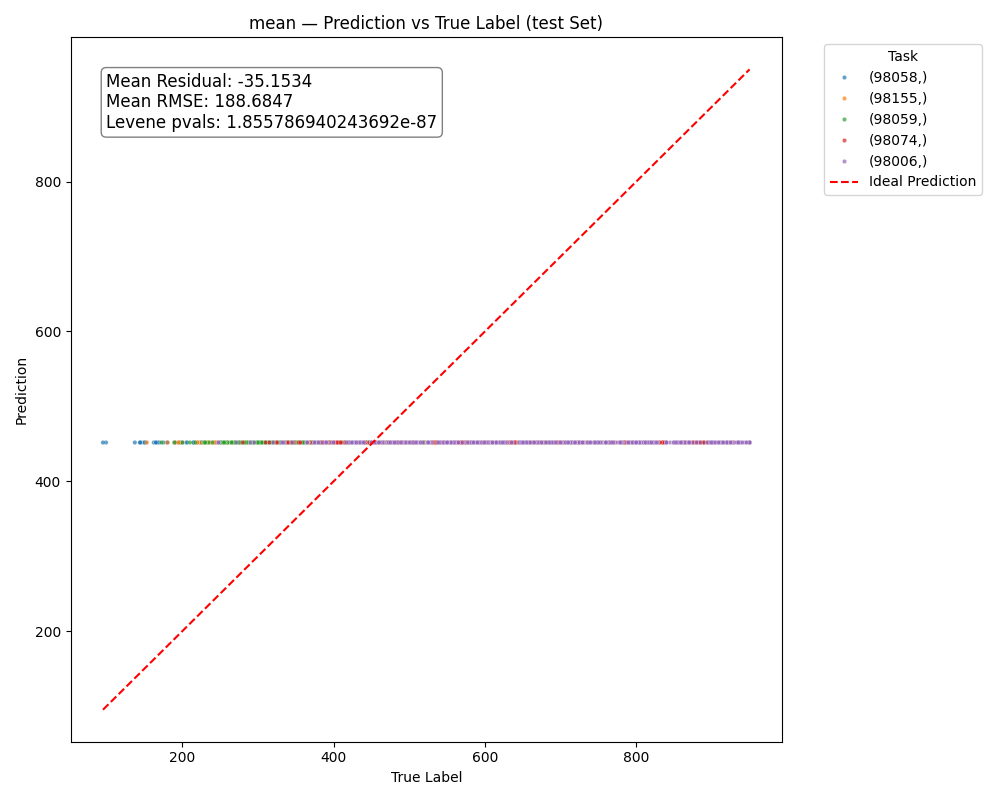 mean — Prediction vs True Label (test Set)
Mean Residual: -35.1534
Mean RMSE: 188.6847
Levene pvals: 1.855786940243692e-87
Task
(98058,)
(98155,)
(98059,)
(98074,)
(98006,)
Ideal Prediction
Prediction
800
600
400
200
200 400 600 800
True Label